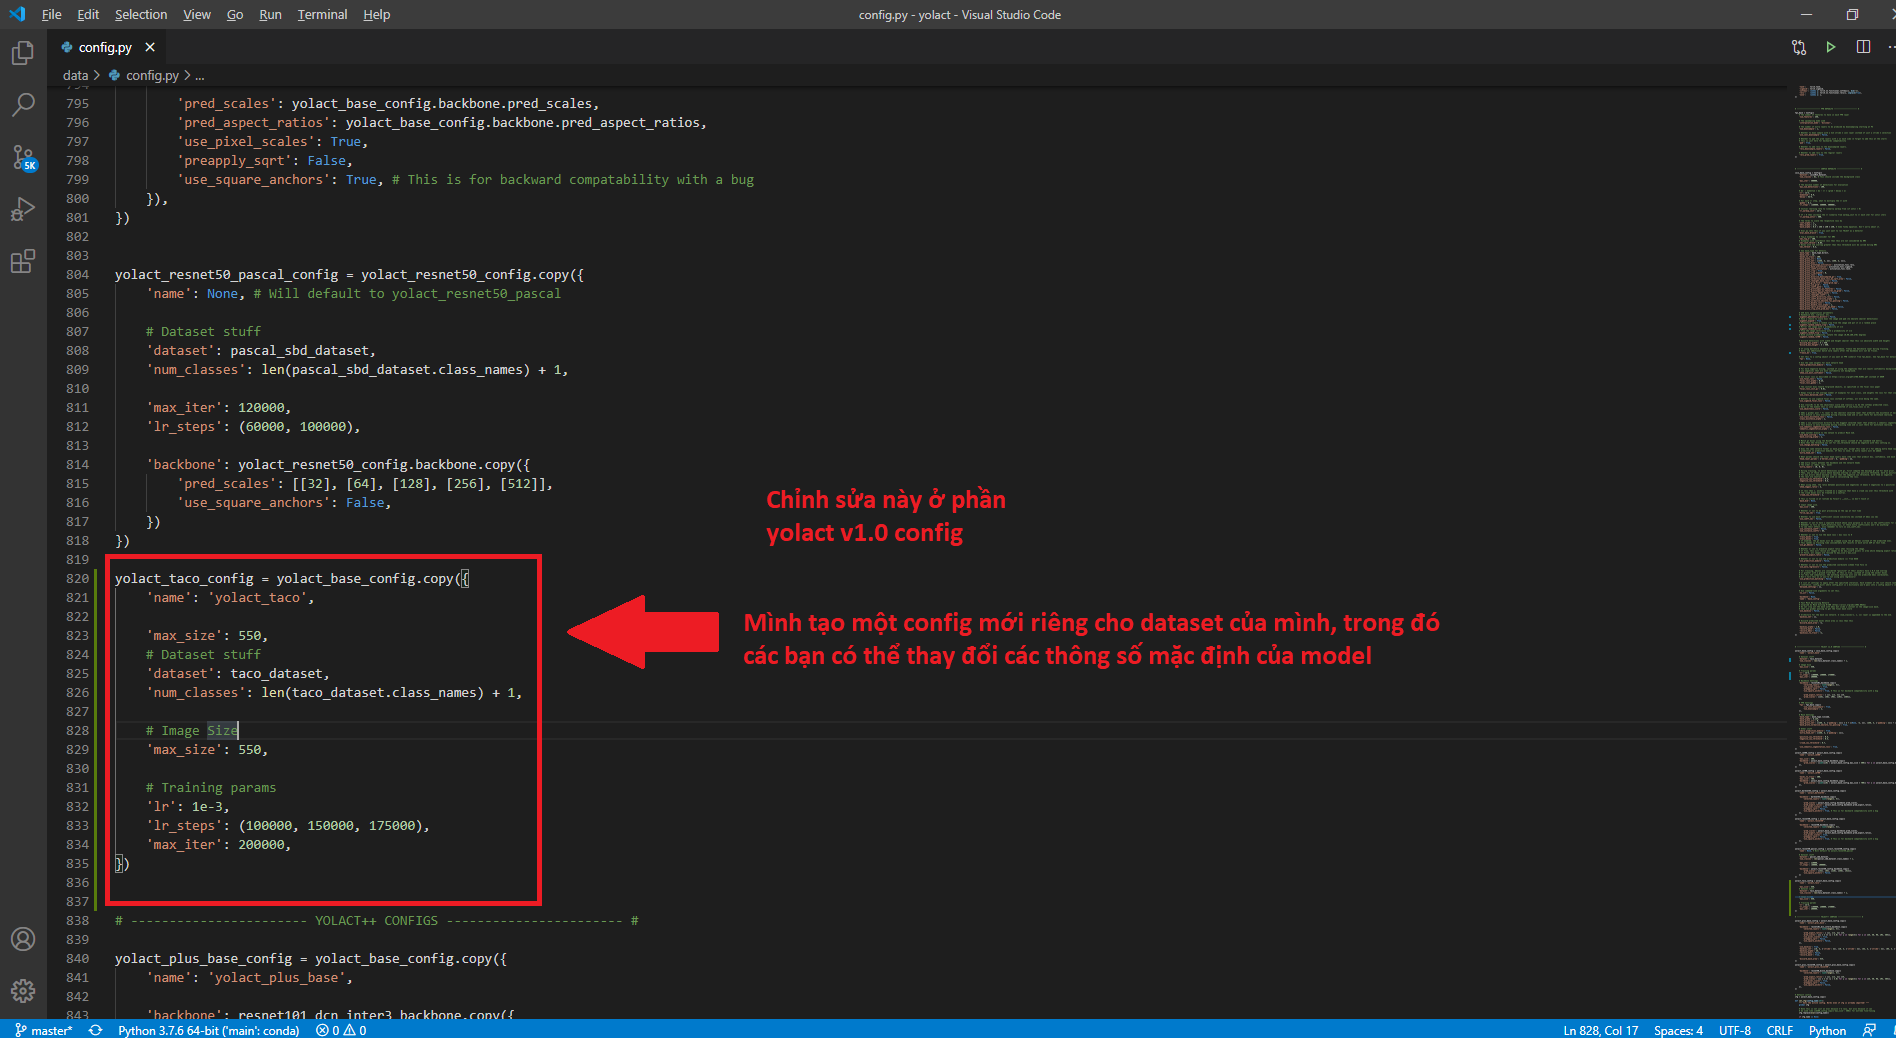 File Edit Selection View Go Run Terminal Help
config.py - yolact - Visual Studio Code
config.py
data > config.py > ...
794
795 'pred_scales': yolact_base_config.backbone.pred_scales,
796 'pred_aspect_ratios': yolact_base_config.backbone.pred_aspect_ratios,
797 'use_pixel_scales': True,
798 'preapply_sqrt': False,
799 'use_square_anchors': True, # This is for backward compatability with a bug
800 }),
801 })
802
803
804 yolact_resnet50_pascal_config = yolact_resnet50_config.copy({
805 'name': None, # Will default to yolact_resnet50_pascal
806
807 # Dataset stuff
808 'dataset': pascal_sbd_dataset,
809 'num_classes': len(pascal_sbd_dataset.class_names) + 1,
810
811 'max_iter': 120000,
812 'lr_steps': (60000, 100000),
813
814 'backbone': yolact_resnet50_config.backbone.copy({
815 'pred_scales': [[32], [64], [128], [256], [512]],
816 'use_square_anchors': False,
817 })
818 })
819
820 yolact_taco_config = yolact_base_config.copy({
821 'name': 'yolact_taco',
822
823 'max_size': 550,
824 # Dataset stuff
825 'dataset': taco_dataset,
826 'num_classes': len(taco_dataset.class_names) + 1,
827
828 # Image Size
829 'max_size': 550,
830
831 # Training params
832 'lr': 1e-3,
833 'lr_steps': (100000, 150000, 175000),
834 'max_iter': 200000,
835 })
836
837
838 # ----------------------- YOLACT++ CONFIGS ----------------------- #
839
840 yolact_plus_base_config = yolact_base_config.copy({
841 'name': 'yolact_plus_base',
842
843 'backbone': resnet101_dcn_inter3_backbone.copy({
Chỉnh sửa này ở phần
yolact v1.0 config
Mình tạo một config mới riêng cho dataset của mình, trong đó
các bạn có thể thay đổi các thông số mặc định của model
5K
master* Python 3.7.6 64-bit ('main': conda) 0 0
Ln 828, Col 17 Spaces: 4 UTF-8 CRLF Python